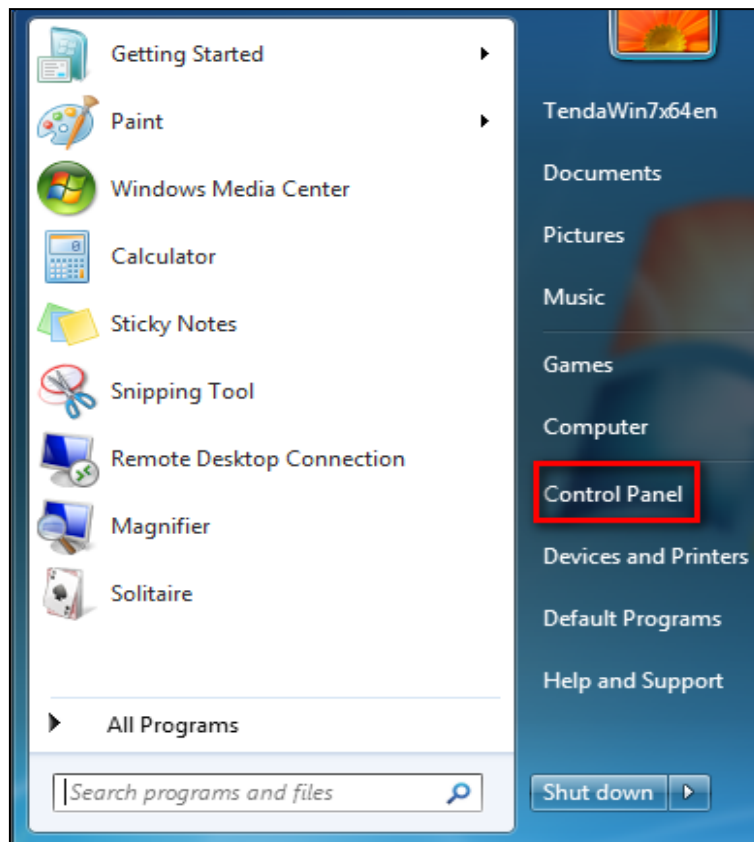 Getting Started
Paint
Windows Media Center
Calculator
Sticky Notes
Snipping Tool
Remote Desktop Connection
Magnifier
Solitaire
All Programs
Search programs and files
TendaWin7x64en
Documents
Pictures
Music
Games
Computer
Control Panel
Devices and Printers
Default Programs
Help and Support
Shut down